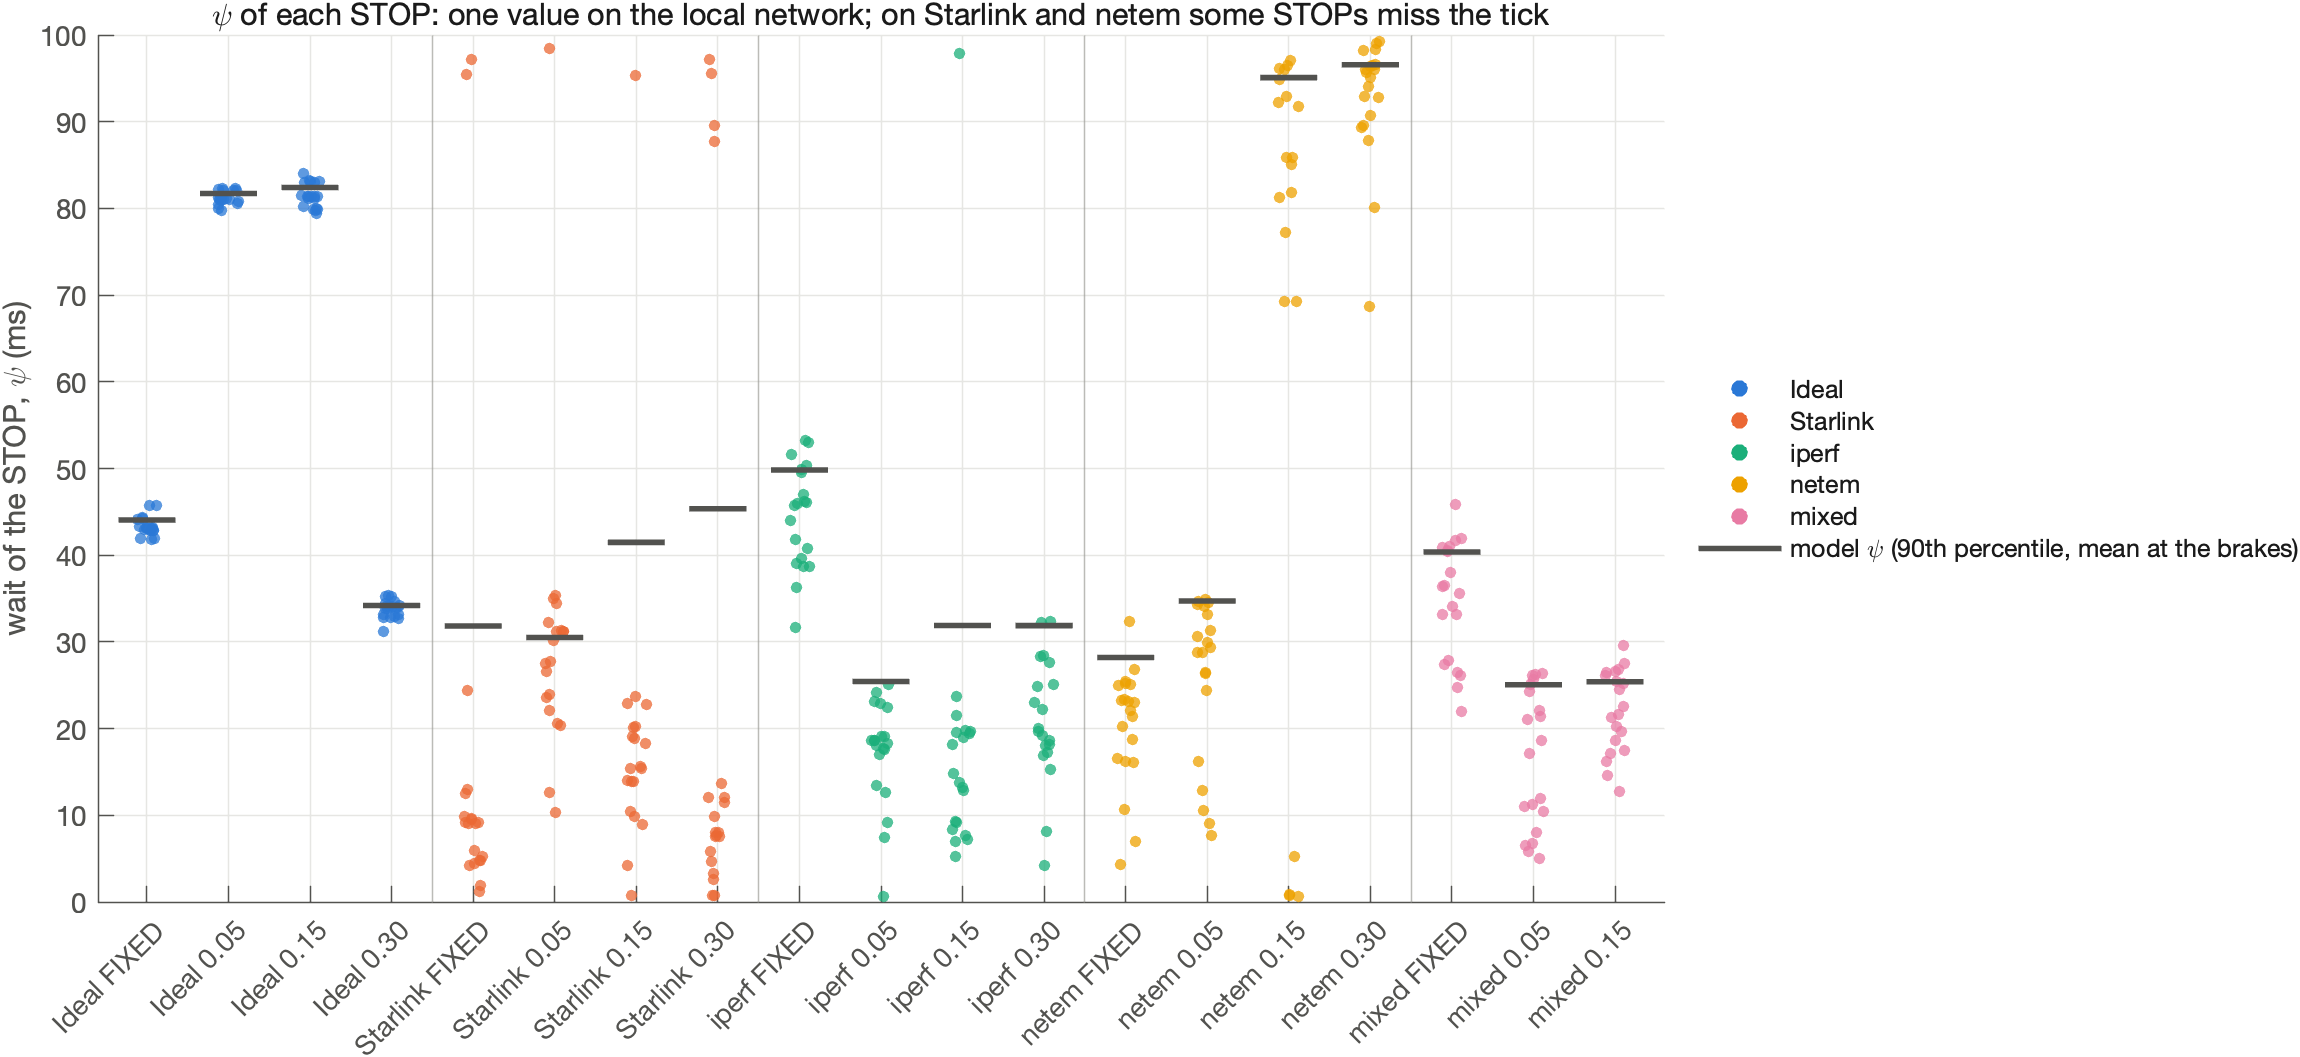 ψ of each STOP: one value on the local network; on Starlink and netem some STOPs miss the tick
wait of the STOP, ψ (ms)
100
90
80
70
60
50
40
30
20
10
0
Ideal FIXED
Ideal 0.05
Ideal 0.15
Ideal 0.30
Starlink FIXED
Starlink 0.05
Starlink 0.15
Starlink 0.30
iperf FIXED
iperf 0.05
iperf 0.15
iperf 0.30
netem FIXED
netem 0.05
netem 0.15
netem 0.30
mixed FIXED
mixed 0.05
mixed 0.15
Ideal
Starlink
iperf
netem
mixed
model ψ (90th percentile, mean at the brakes)